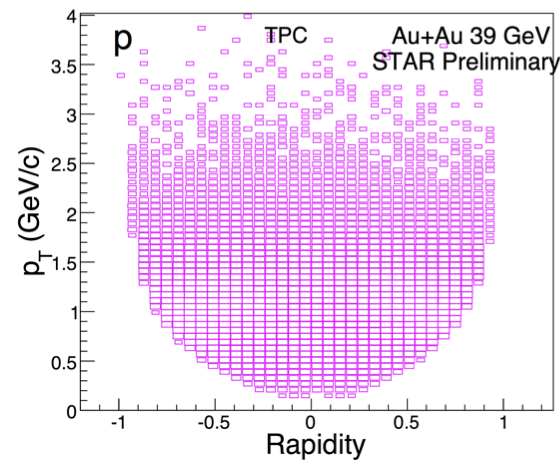 4
3.5
3
2.5
2
1.5
1
0.5
0
p
TPC
Au+Au 39 GeV
STAR Preliminary
p_T (GeV/c)
-1 -0.5 0 0.5 1
Rapidity